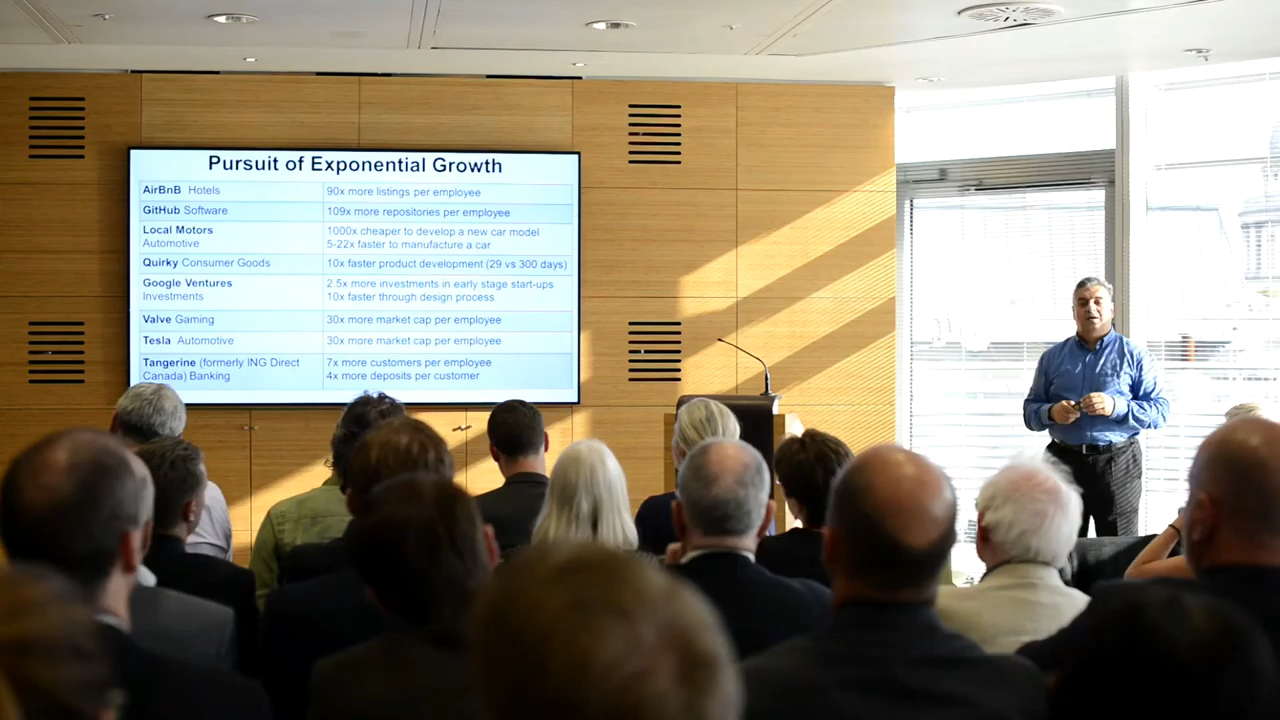 Pursuit of Exponential Growth
AirBnB Hotels
90x more listings per employee
GitHub Software
109x more repositories per employee
Local Motors
Automotive
1000x cheaper to develop a new car model
5-22x faster to manufacture a car
Quirky Consumer Goods
10x faster product development (29 vs 300 days)
Google Ventures
Investments
2.5x more investments in early stage start-ups
10x faster through design process
Valve Gaming
30x more market cap per employee
Tesla Automotive
30x more market cap per employee
Tangerine (formerly ING Direct
Canada) Banking
7x more customers per employee
4x more deposits per customer